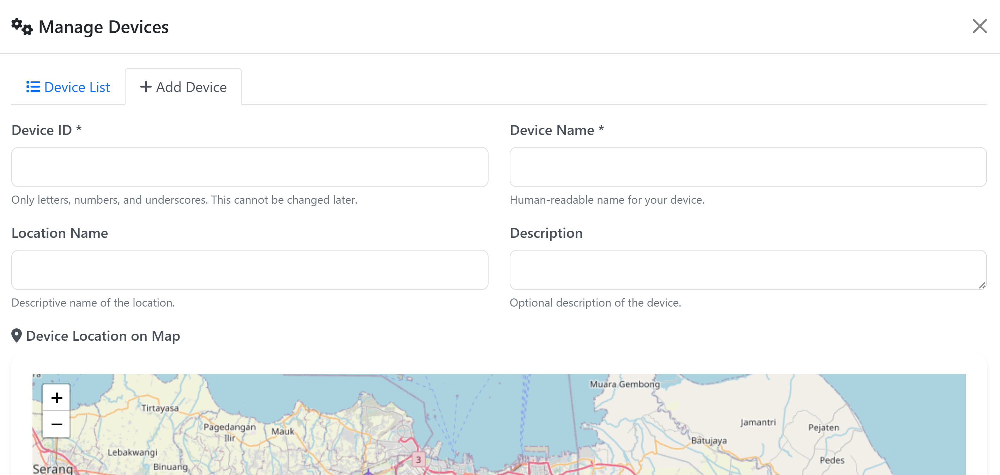 Manage Devices
Device List
Add Device
Device ID *
Device Name *
Only letters, numbers, and underscores. This cannot be changed later.
Human-readable name for your device.
Location Name
Description
Descriptive name of the location.
Optional description of the device.
Device Location on Map
ra
+
−
Muara Gembong
Tirtayasa
Pagedangan
Ilir
Mauk
Jamantri
Pejaten
Batujaya
Lebakwangi
3
Pedes
Binuang
Serang